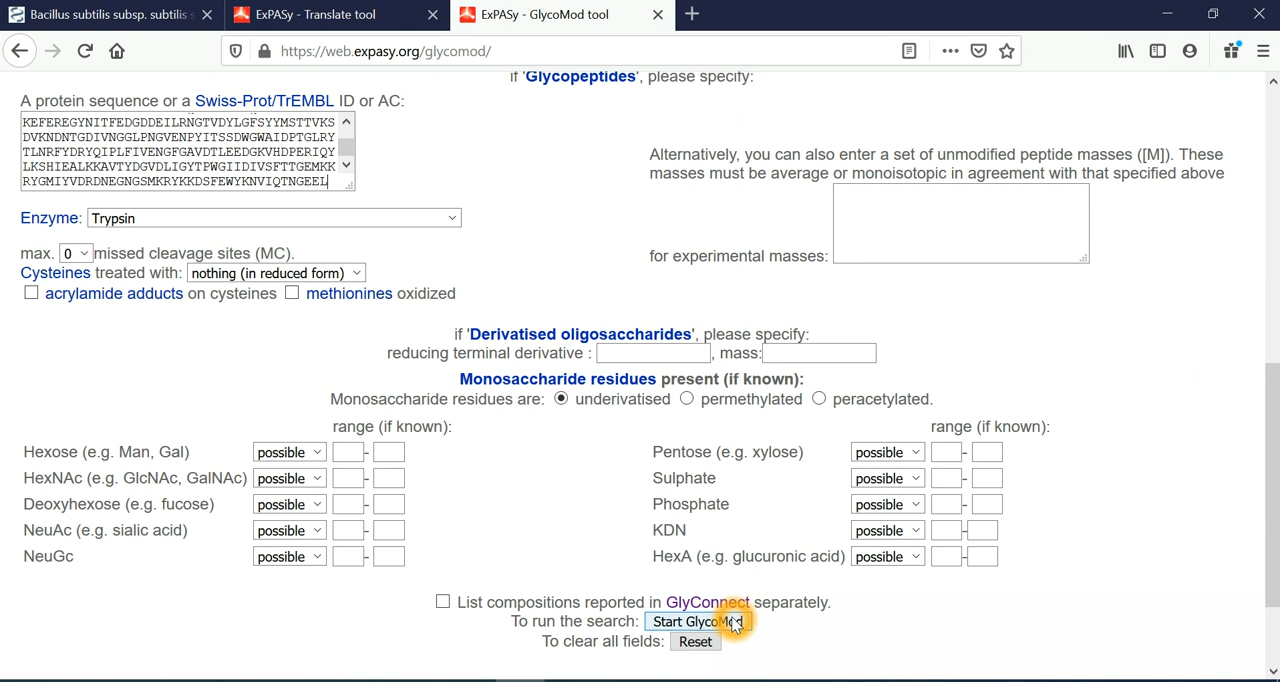 Bacillus subtilis subsp. subtilis s
ExPASy - Translate tool
ExPASy - GlycoMod tool
https://web.expasy.org/glycomod/
if 'Glycopeptides', please specify:
A protein sequence or a Swiss-Prot/TrEMBL ID or AC:
KEFEREGYNITFEDGDDEILRNGTVDYLGFSYYMSTTVKS
DVKNDNTGDIVNGGLPNGVENPYITSSDWGWAIDPTGLRY
TLNRFYDRYQIPLFIVENGFGAVDTLEEDGKVHDPERIQY
LKSHIEALKKAVTYDGVDLIGYTPWGIIDIVSFTTGEMKK
RYGMIYVDRDNEGNGSMKRYKKDSFEWYKNVIQTNGEEL
Alternatively, you can also enter a set of unmodified peptide masses ([M]). These
masses must be average or monoisotopic in agreement with that specified above
for experimental masses:
Enzyme: Trypsin
max. 0 missed cleavage sites (MC).
Cysteines treated with: nothing (in reduced form)
acrylamide adducts on cysteines methionines oxidized
if 'Derivatised oligosaccharides', please specify:
reducing terminal derivative : , mass:
Monosaccharide residues present (if known):
Monosaccharide residues are: underivatised permethylated peracetylated.
range (if known): range (if known):
Hexose (e.g. Man, Gal) possible - Pentose (e.g. xylose) possible -
HexNAc (e.g. GlcNAc, GalNAc) possible - Sulphate possible -
Deoxyhexose (e.g. fucose) possible - Phosphate possible -
NeuAc (e.g. sialic acid) possible - KDN possible -
NeuGc possible - HexA (e.g. glucuronic acid) possible -
List compositions reported in GlyConnect separately.
To run the search: Start GlycoMod
To clear all fields: Reset